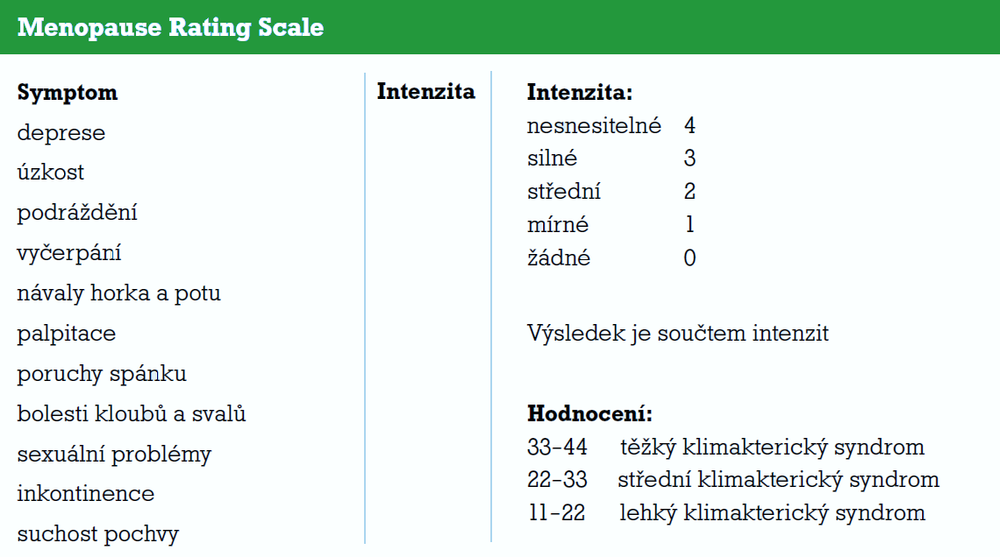 Menopause Rating Scale
Symptom
deprese
úzkost
podráždění
vyčerpání
návaly horka a potu
palpitace
poruchy spánku
bolesti kloubů a svalů
sexuální problémy
inkontinence
suchost pochvy
Intenzita
Intenzita:
nesnesitelné 4
silné 3
střední 2
mírné 1
žádné 0
Výsledek je součtem intenzit
Hodnocení:
33–44 těžký klimakterický syndrom
22–33 střední klimakterický syndrom
11–22 lehký klimakterický syndrom